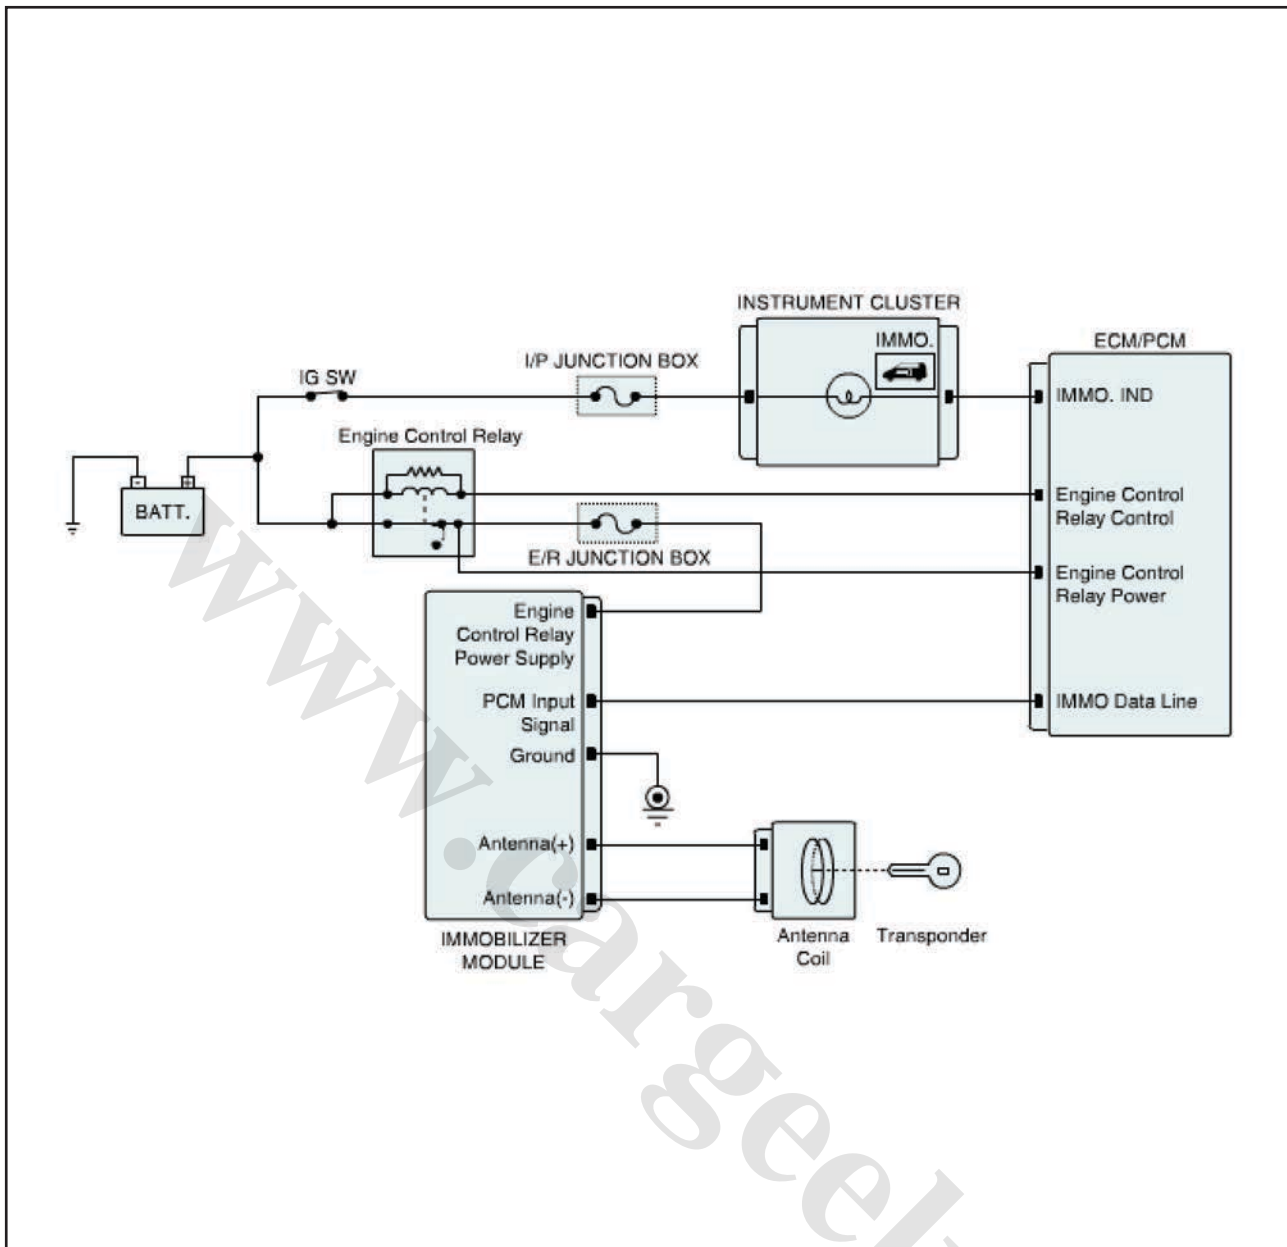 INSTRUMENT CLUSTER
IMMO.
ECM/PCM
I/P JUNCTION BOX
IG SW
IMMO. IND
Engine Control Relay
Engine Control
Relay Control
- +
BATT.
E/R JUNCTION BOX
Engine Control
Relay Power
Engine
Control Relay
Power Supply
PCM Input
Signal
IMMO Data Line
Ground
Antenna(+)
Antenna(-)
IMMOBILIZER
MODULE
Antenna
Coil
Transponder
www.cargeek